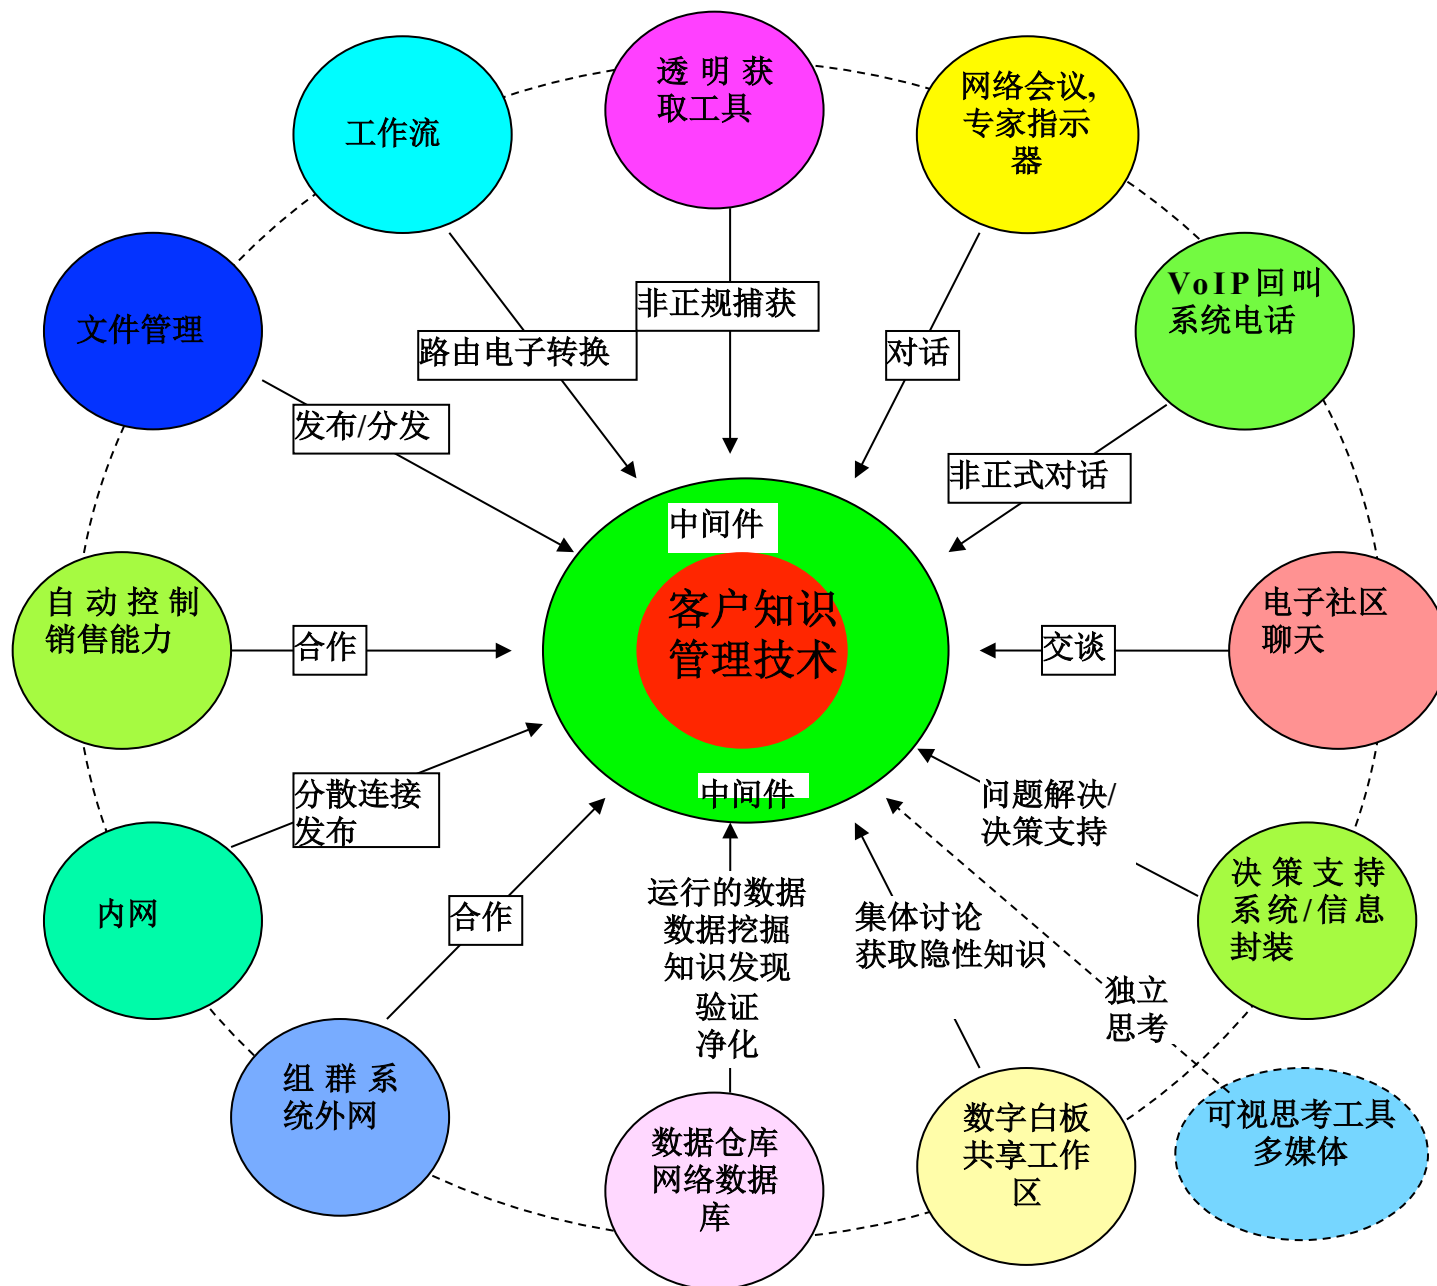 透明获
取工具
网络会议,
专家指示
器
工作流
VoIP回叫
系统电话
文件管理
非正规捕获
路由电子转换
对话
发布/分发
非正式对话
中间件
自动控制
销售能力
合作
客户知识
管理技术
交谈
电子社区
聊天
中间件
分散连接
发布
问题解决/
决策支持
内网
合作
运行的数据
数据挖掘
知识发现
验证
净化
集体讨论
获取隐性知识
决策支持
系统/信息
封装
独立
思考
组群系
统外网
数据仓库
网络数据
库
数字白板
共享工作
区
可视思考工具
多媒体